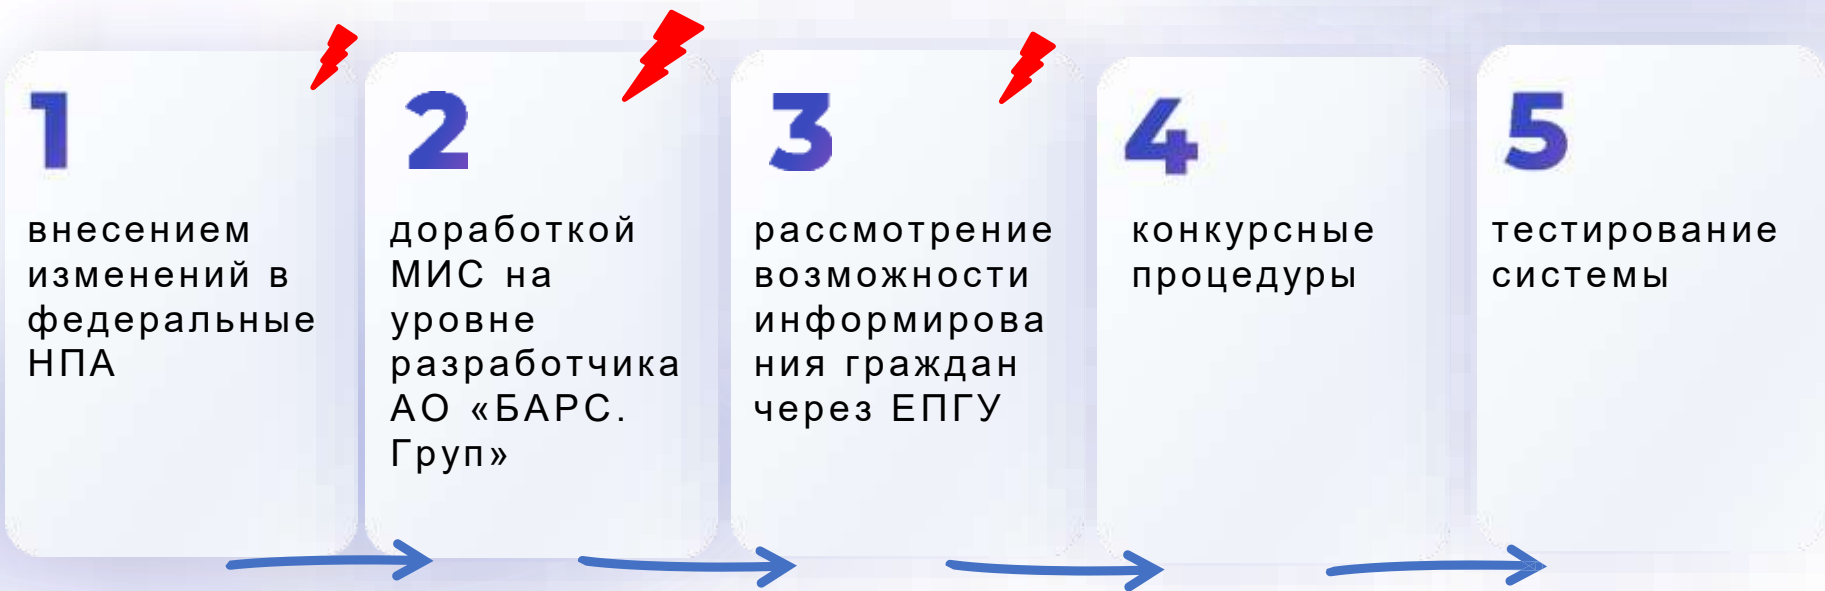 1
внесением
изменений в
федеральные
НПА
2
доработкой
МИС на
уровне
разработчика
АО «БАРС.
Груп»
3
рассмотрение
возможности
информирова
ния граждан
через ЕПГУ
4
конкурсные
процедуры
5
тестирование
системы